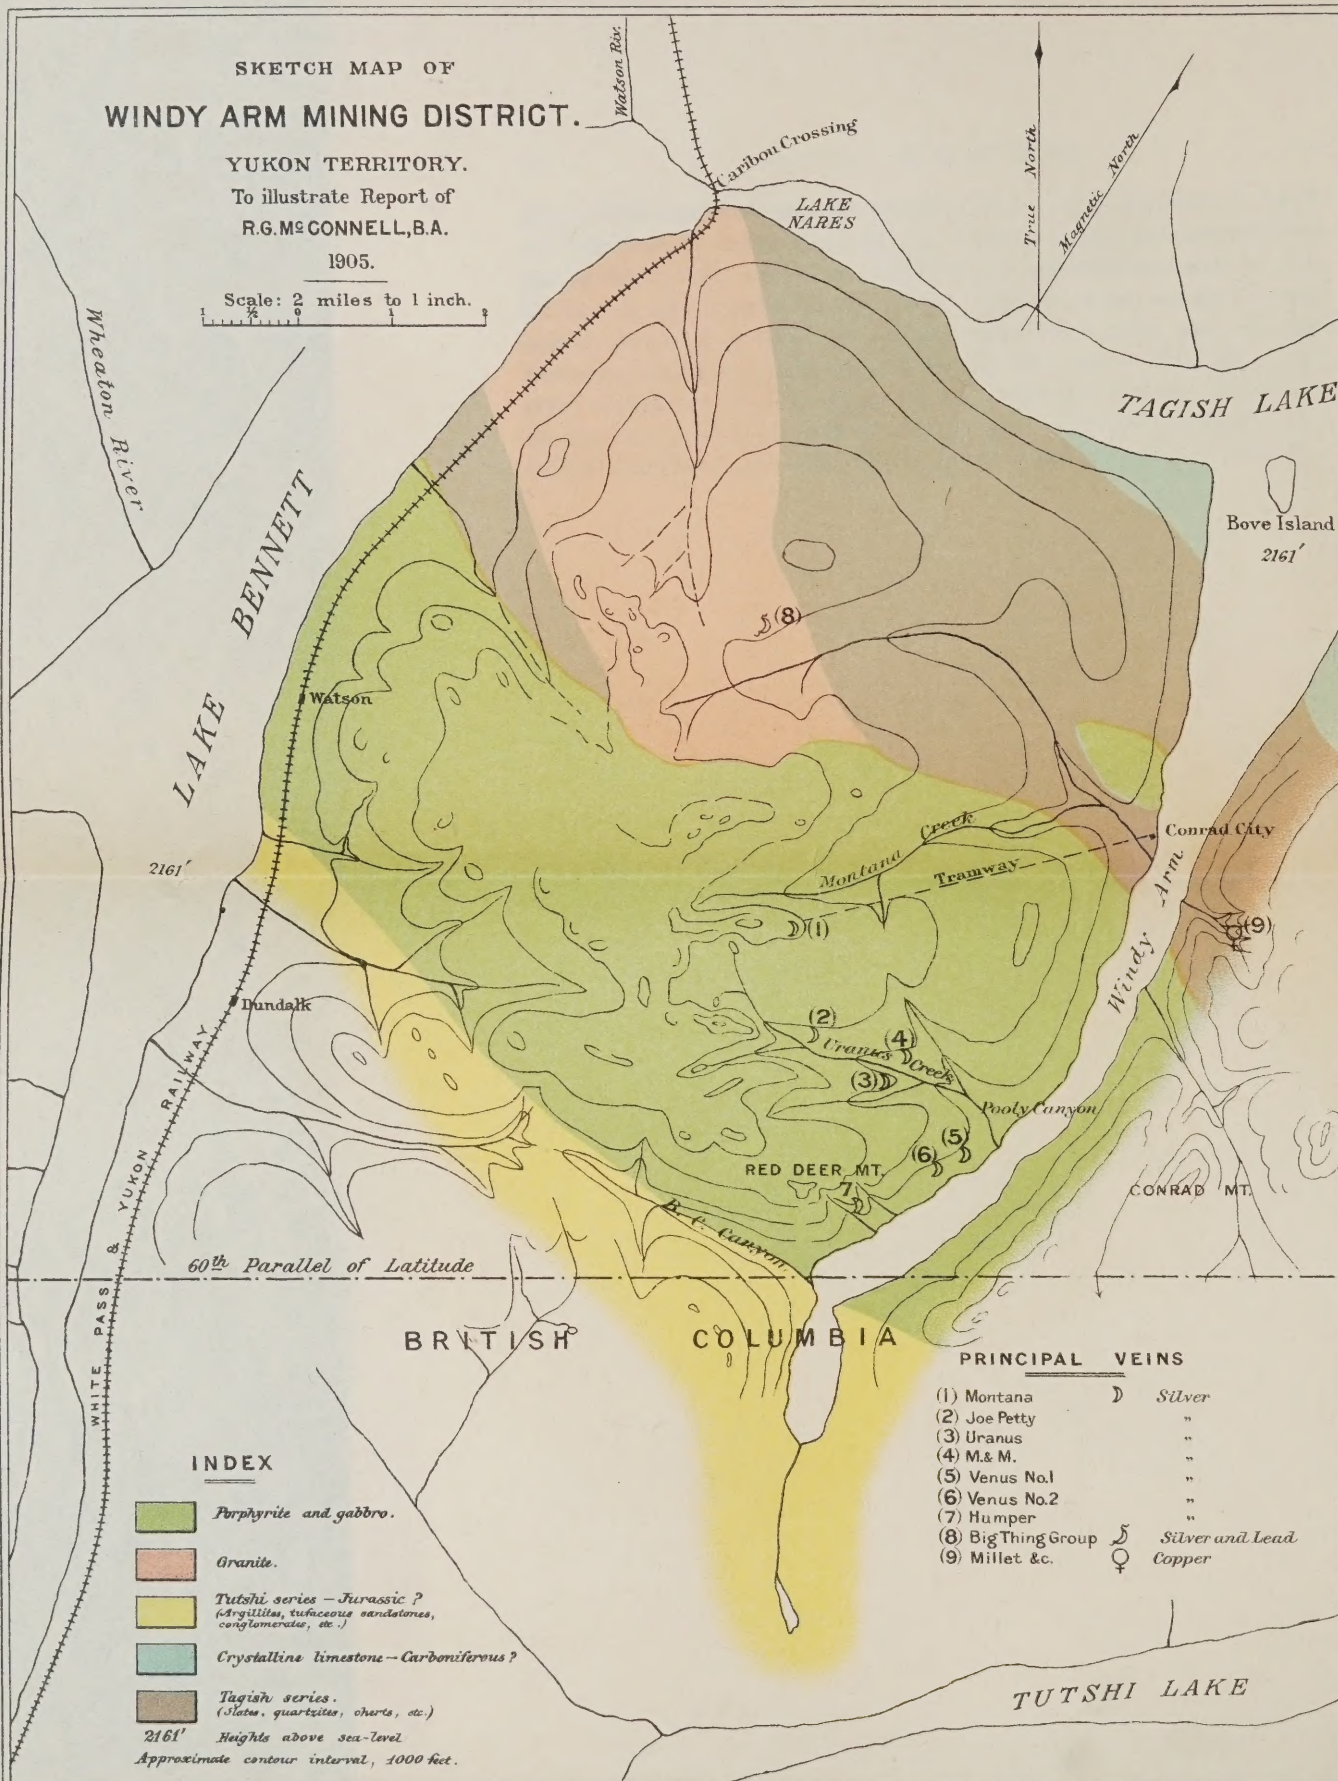 SKETCH MAP OF
WINDY ARM MINING DISTRICT.
YUKON TERRITORY.
To illustrate Report of
R.G. McCONNELL, B.A.
1905.
Scale: 2 miles to 1 inch.
1 ½ 0 1 2
Watson Riv.
Caribou Crossing
LAKE
NARES
True North
Magnetic North
Wheaton River
TAGISH LAKE
Bove Island
2161'
LAKE BENNETT
(8)
Watson
Conrad City
Montana Creek
Tramway
2161'
Windy Arm
(1)
(9)
Dundalk
(2)
Uranus Creek
(4)
(3)
Pooly Canyon
(5)
(6)
RED DEER MT.
7
CONRAD MT.
B. C. Canyon
WHITE PASS & YUKON RAILWAY
60th Parallel of Latitude
BRITISH COLUMBIA
PRINCIPAL VEINS
(1) Montana Silver
(2) Joe Petty "
(3) Uranus "
(4) M. & M. "
(5) Venus No.1 "
(6) Venus No.2 "
(7) Humper "
(8) Big Thing Group Silver and Lead
(9) Millet &c. Copper
INDEX
Porphyrite and gabbro.
Granite.
Tutshi series – Jurassic ?
(Argillites, tufaceous sandstones,
conglomerates, etc.)
Crystalline limestone – Carboniferous ?
Tagish series.
(Slates, quartzites, cherts, etc.)
2161' Heights above sea-level
Approximate contour interval, 1000 feet.
TUTSHI LAKE